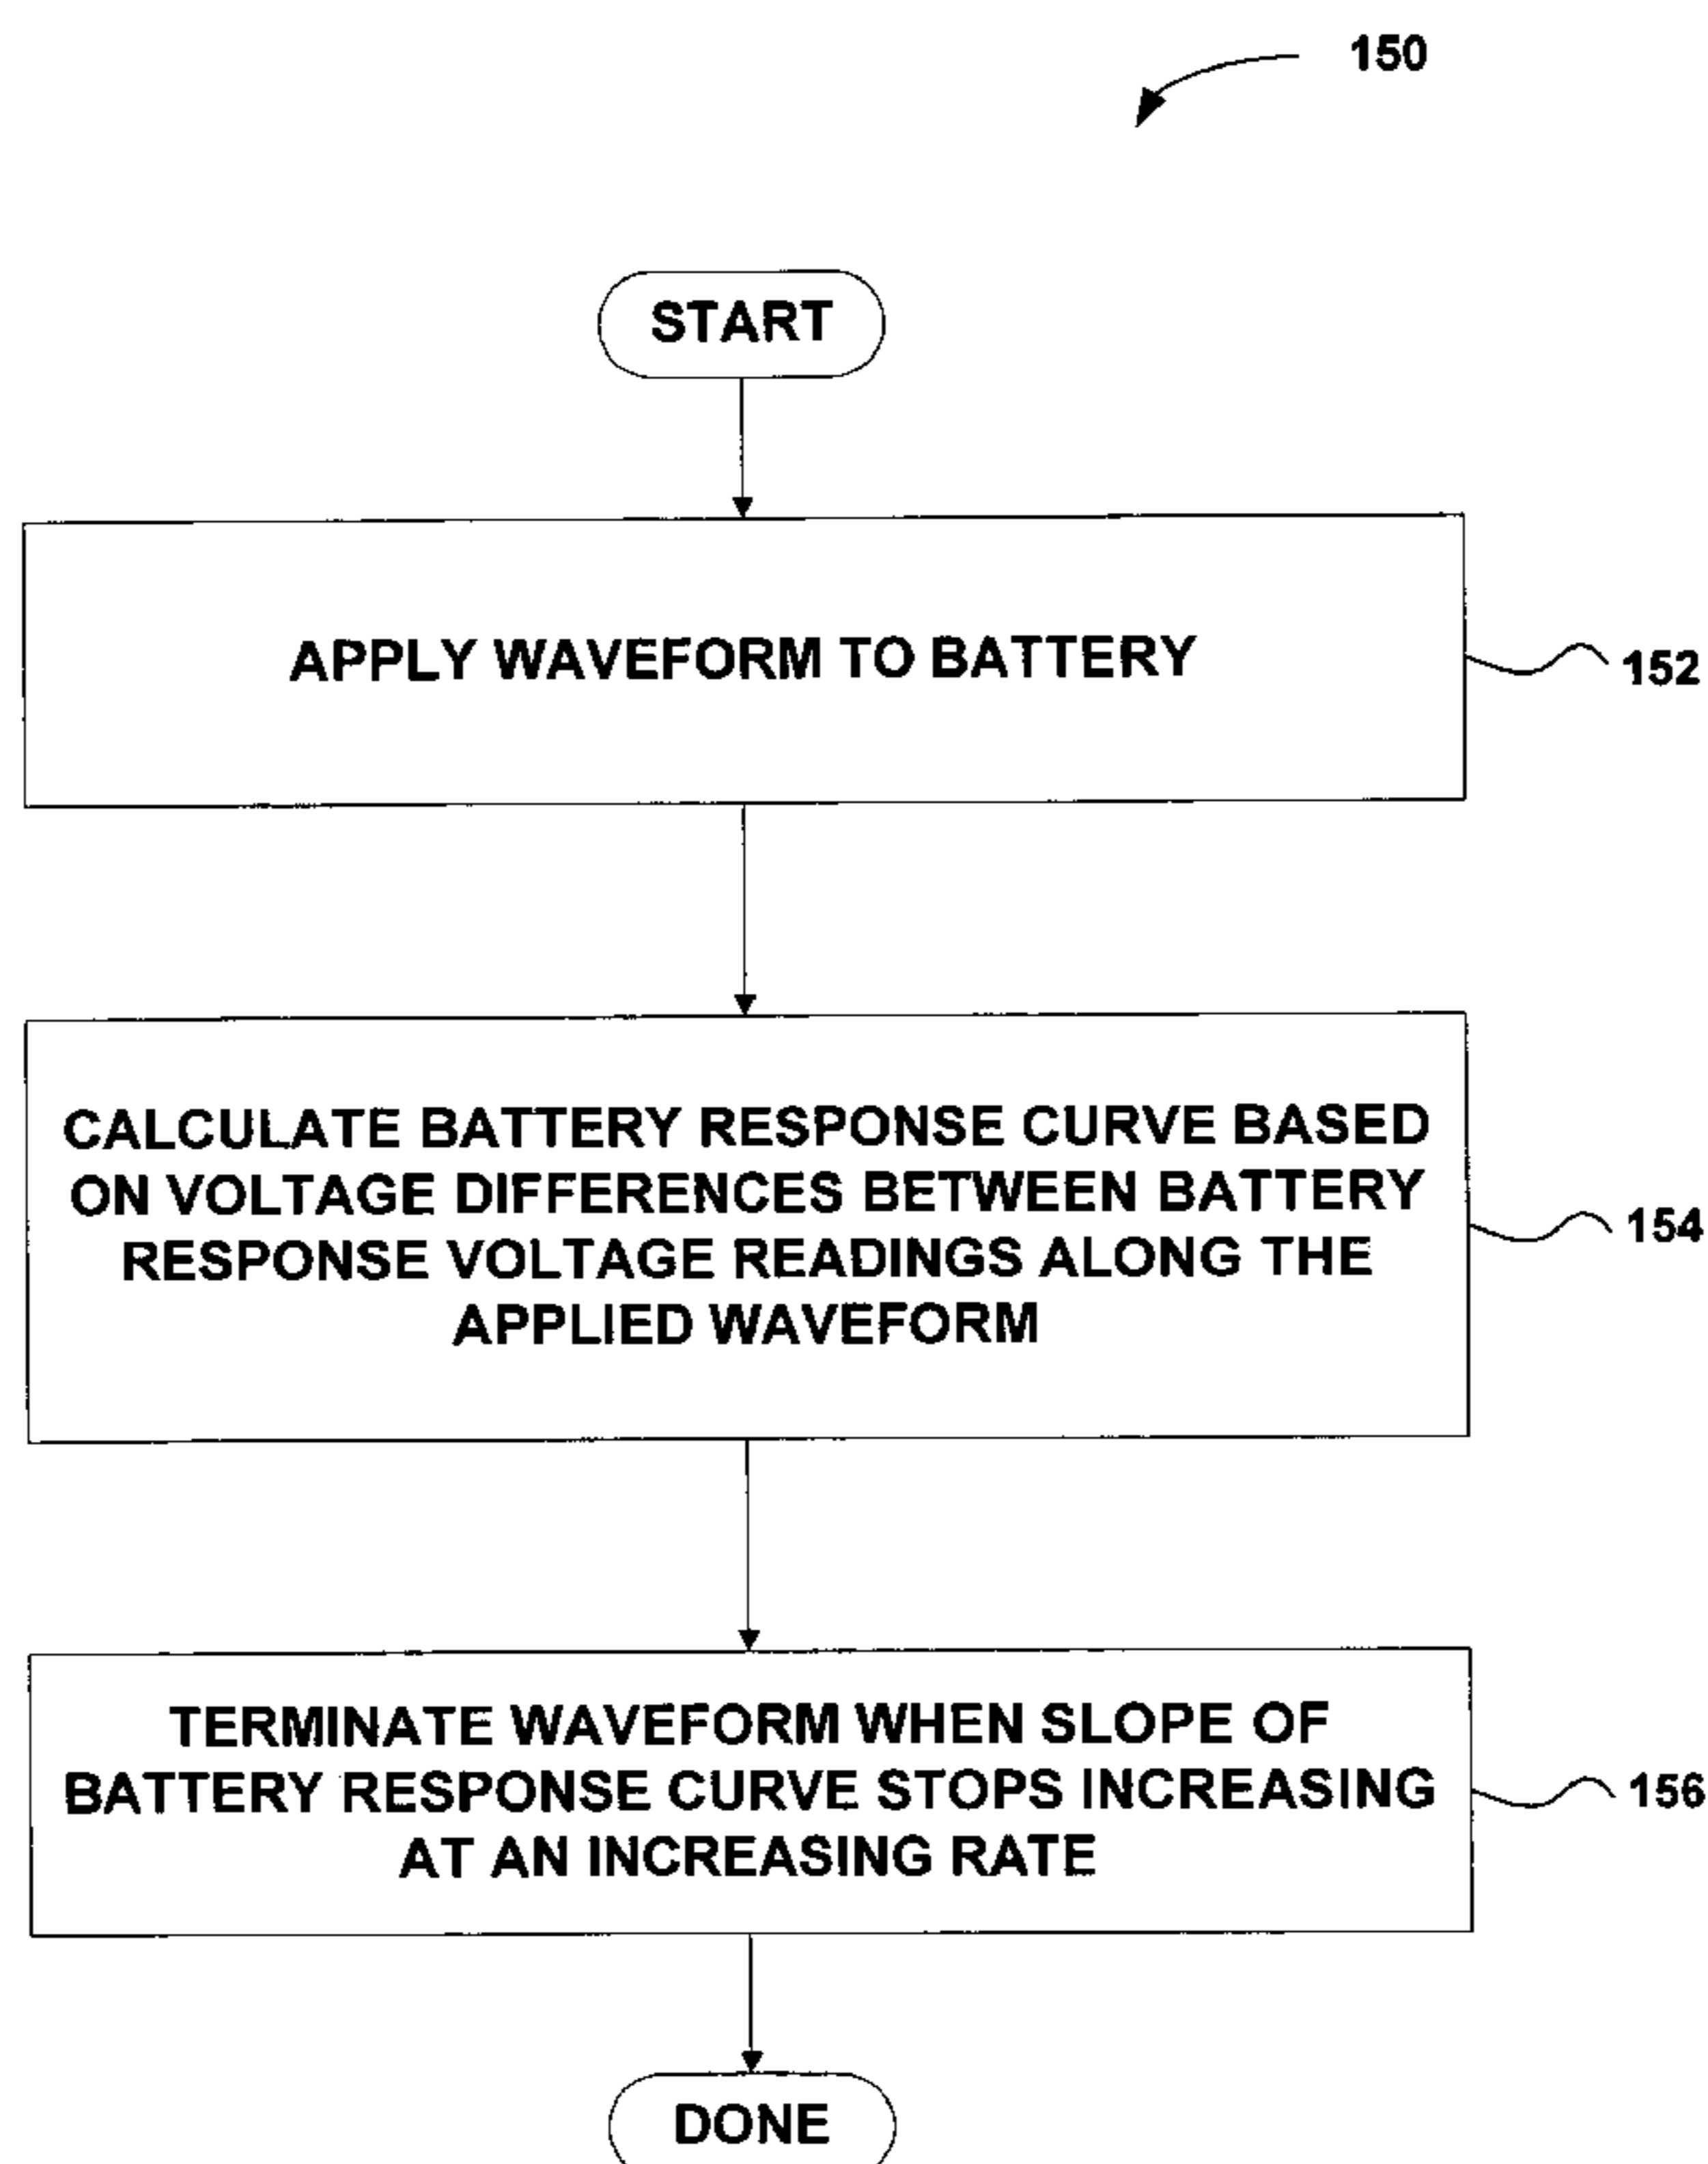 150
START
APPLY WAVEFORM TO BATTERY
152
CALCULATE BATTERY RESPONSE CURVE BASED
ON VOLTAGE DIFFERENCES BETWEEN BATTERY
RESPONSE VOLTAGE READINGS ALONG THE
APPLIED WAVEFORM
154
TERMINATE WAVEFORM WHEN SLOPE OF
BATTERY RESPONSE CURVE STOPS INCREASING
AT AN INCREASING RATE
156
DONE